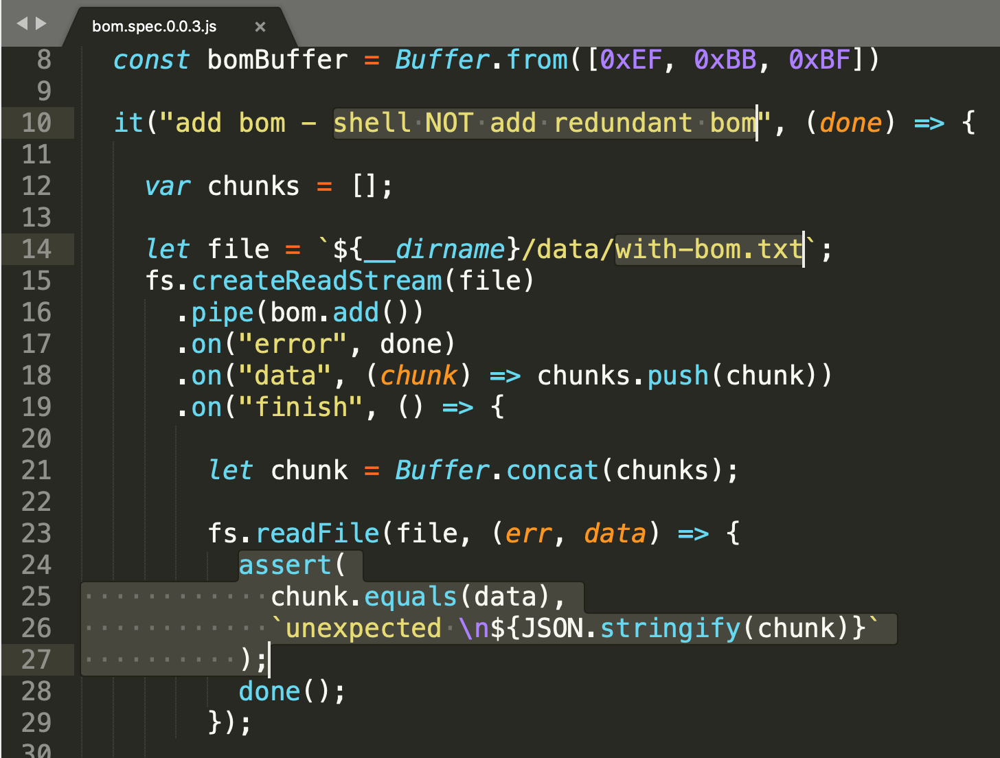 bom.spec.0.0.3.js ×
8 const bomBuffer = Buffer.from([0xEF, 0xBB, 0xBF])
9
10 it("add bom – shell NOT add redundant bom", (done) => {
11
12 var chunks = [];
13
14 let file = `${__dirname}/data/with-bom.txt`;
15 fs.createReadStream(file)
16 .pipe(bom.add())
17 .on("error", done)
18 .on("data", (chunk) => chunks.push(chunk))
19 .on("finish", () => {
20
21 let chunk = Buffer.concat(chunks);
22
23 fs.readFile(file, (err, data) => {
24 assert(
25 chunk.equals(data),
26 `unexpected \n${JSON.stringify(chunk)}`
27 );
28 done();
29 });
30